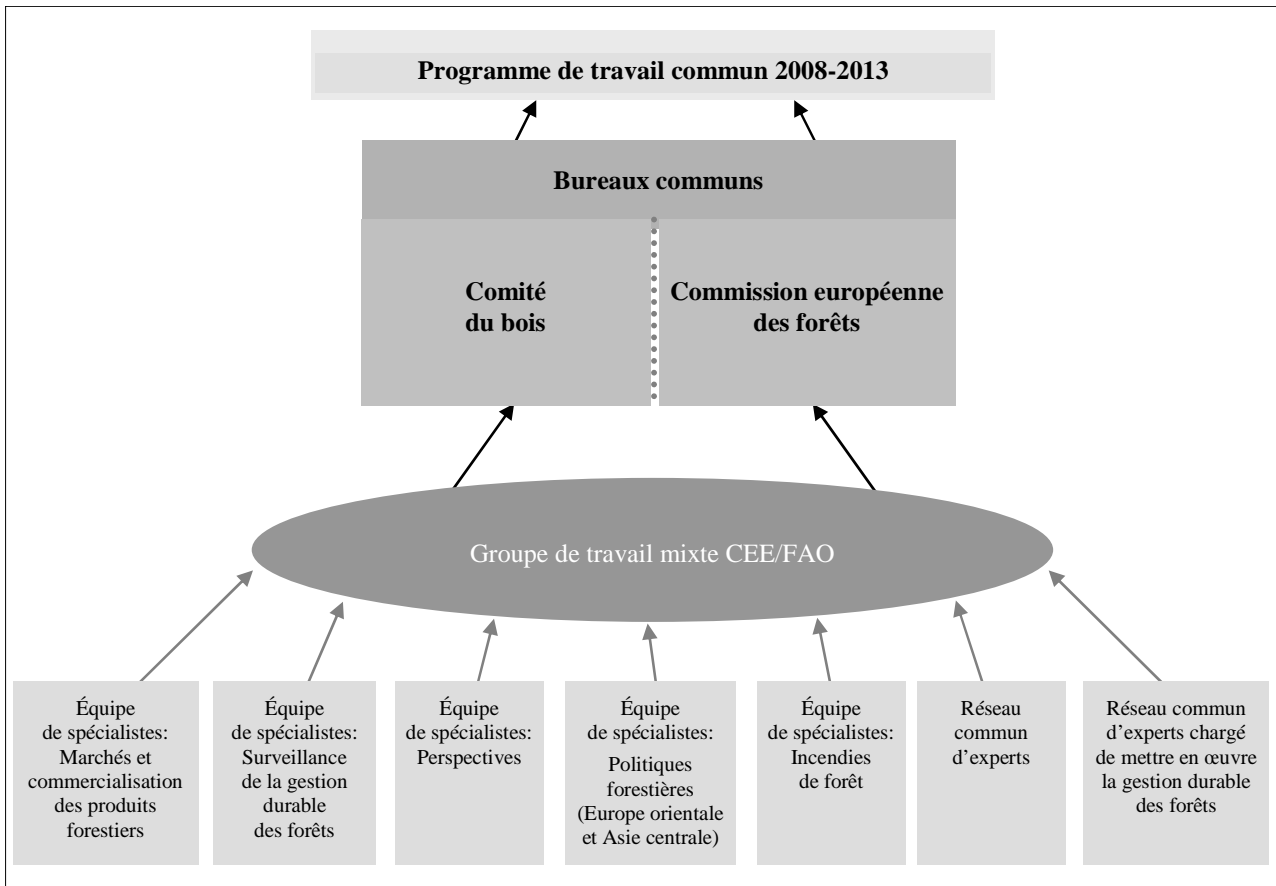 Programme de travail commun 2008-2013
Bureaux communs
Comité
du bois
Commission européenne
des forêts
Groupe de travail mixte CEE/FAO
Équipe
de spécialistes:
Marchés et
commercialisation
des produits
forestiers
Équipe
de spécialistes:
Surveillance
de la gestion
durable
des forêts
Équipe
de spécialistes:
Perspectives
Équipe
de spécialistes:
Politiques
forestières
(Europe orientale
et Asie centrale)
Équipe
de spécialistes:
Incendies
de forêt
Réseau
commun
d’experts
Réseau commun
d’experts chargé
de mettre en œuvre
la gestion durable
des forêts